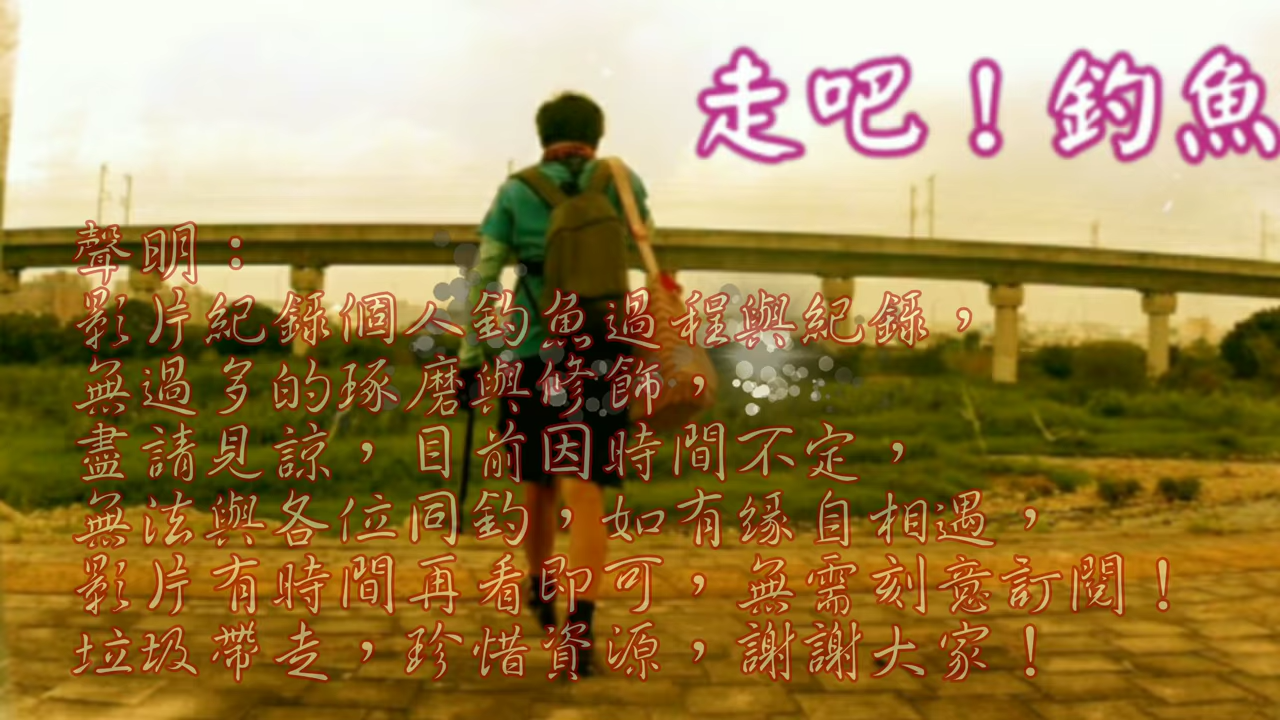 走吧！釣魚
聲明：
影片紀錄個人釣魚過程與紀錄，
無過多的琢磨與修飾，
盡請見諒，目前因時間不定，
無法與各位同釣，如有緣自相遇，
影片有時間再看即可，無需刻意訂閱！
垃圾帶走，珍惜資源，謝謝大家！